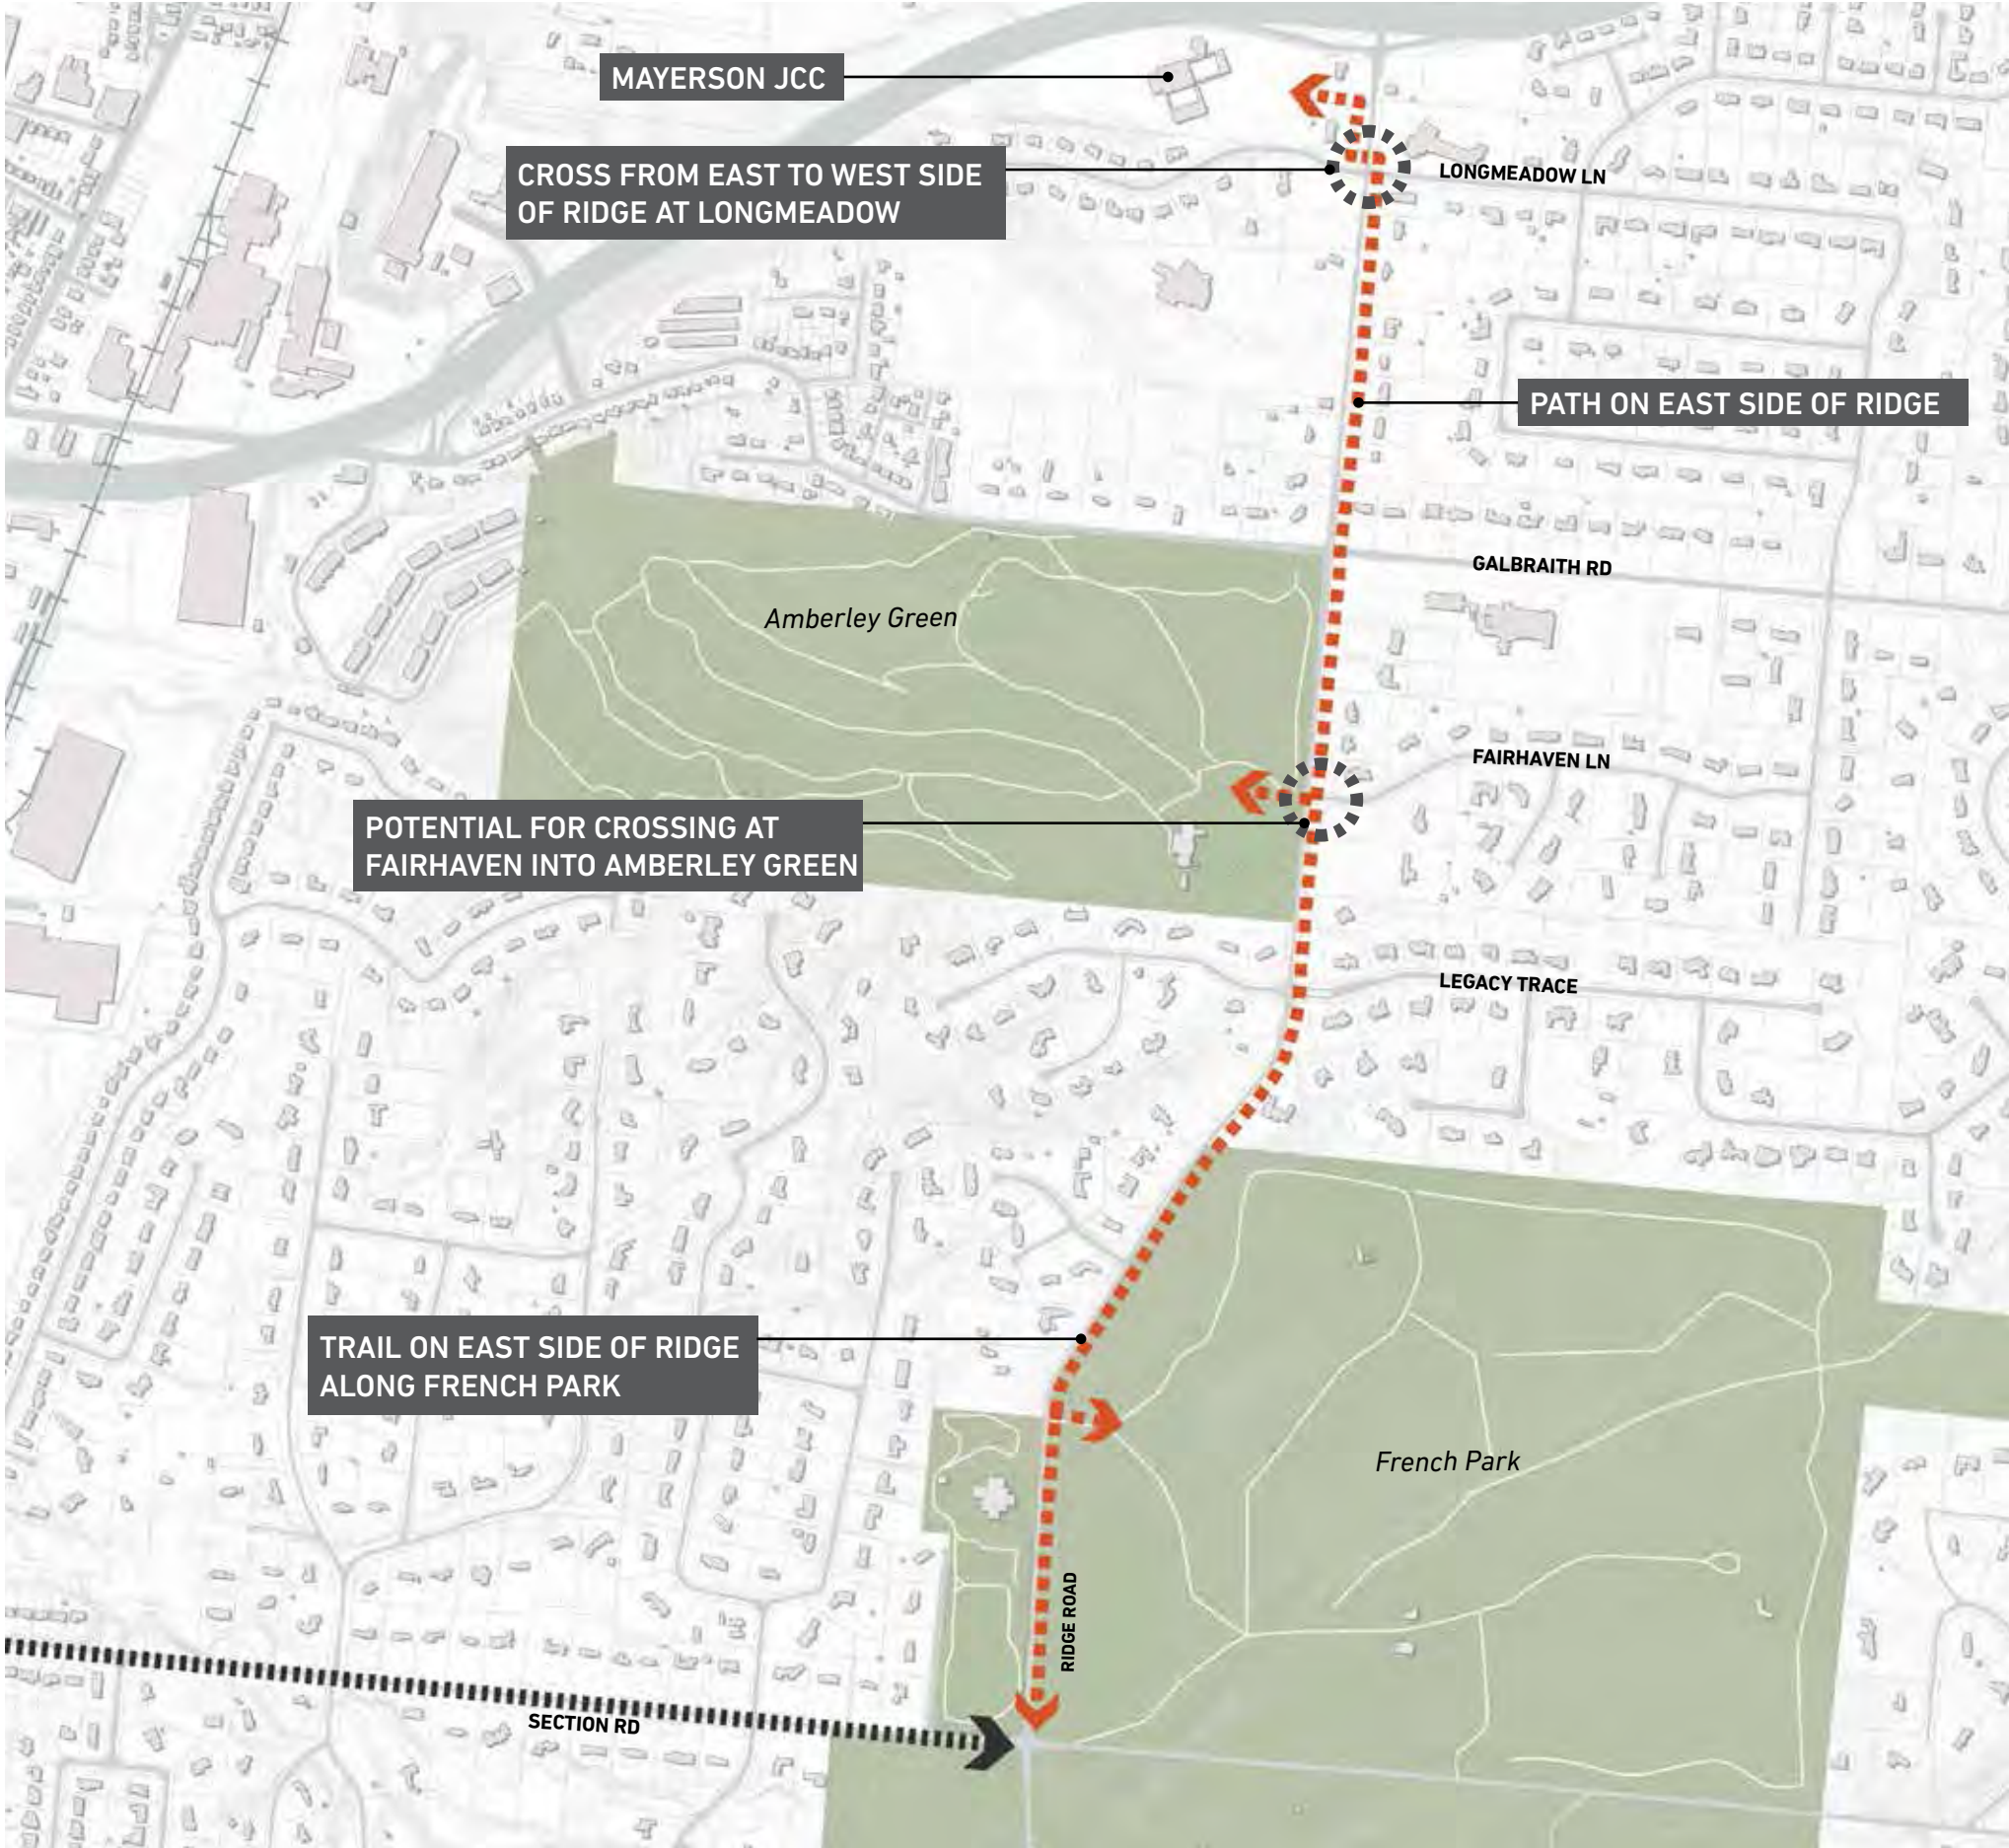 MAYERSON JCC
CROSS FROM EAST TO WEST SIDE
OF RIDGE AT LONGMEADOW
LONGMEADOW LN
PATH ON EAST SIDE OF RIDGE
GALBRAITH RD
Amberley Green
FAIRHAVEN LN
POTENTIAL FOR CROSSING AT
FAIRHAVEN INTO AMBERLEY GREEN
LEGACY TRACE
TRAIL ON EAST SIDE OF RIDGE
ALONG FRENCH PARK
French Park
RIDGE ROAD
SECTION RD